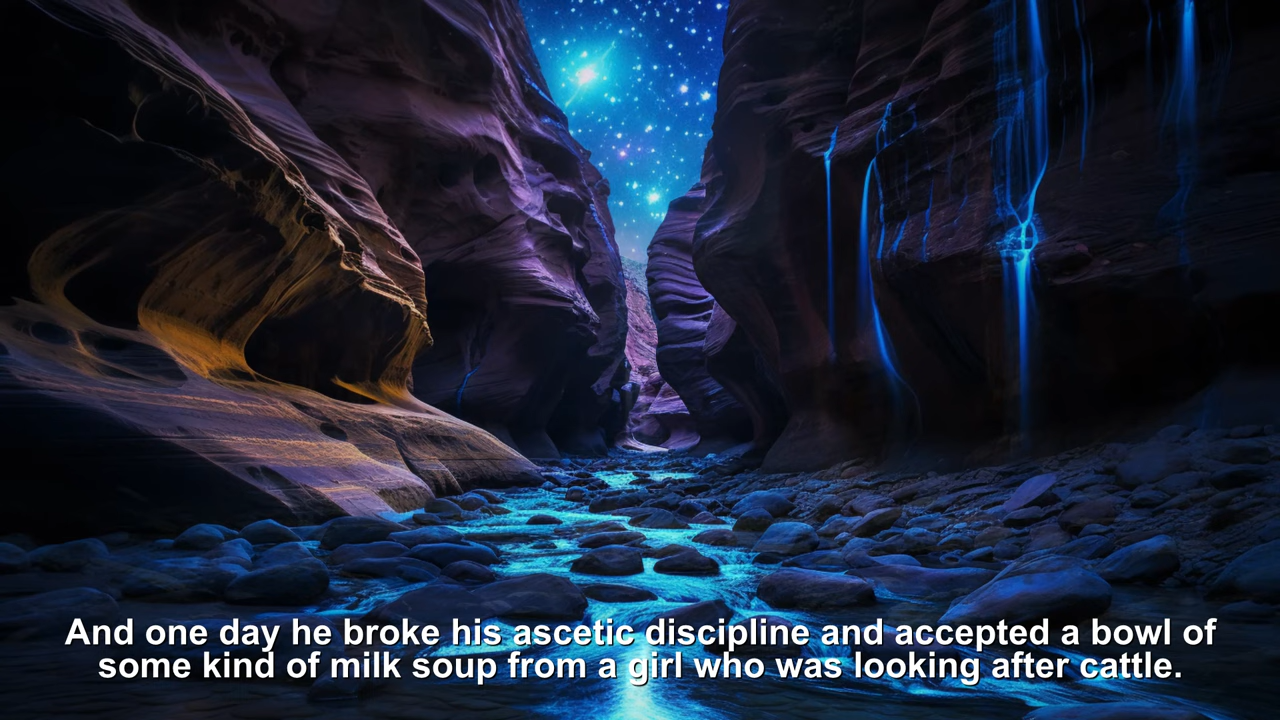 And one day he broke his ascetic discipline and accepted a bowl of
some kind of milk soup from a girl who was looking after cattle.